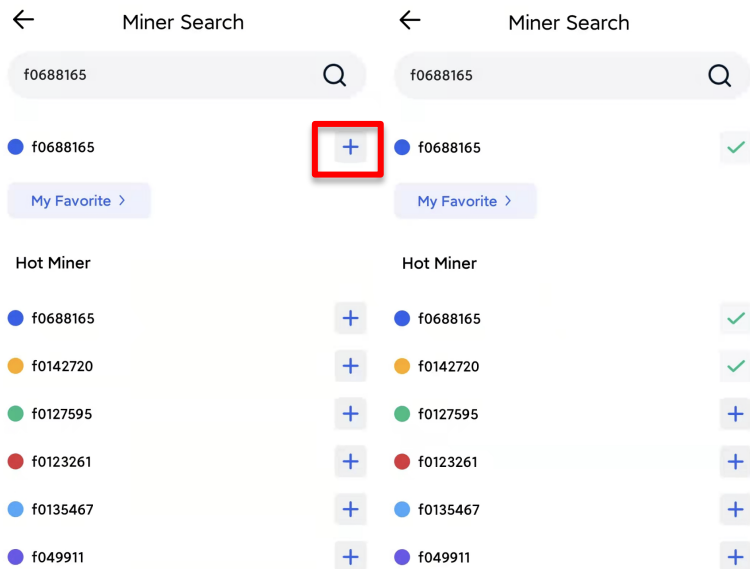 Miner Search
f0688165
f0688165
My Favorite >
Hot Miner
f0688165
f0142720
f0127595
f0123261
f0135467
f049911
Miner Search
f0688165
f0688165
My Favorite >
Hot Miner
f0688165
f0142720
f0127595
f0123261
f0135467
f049911